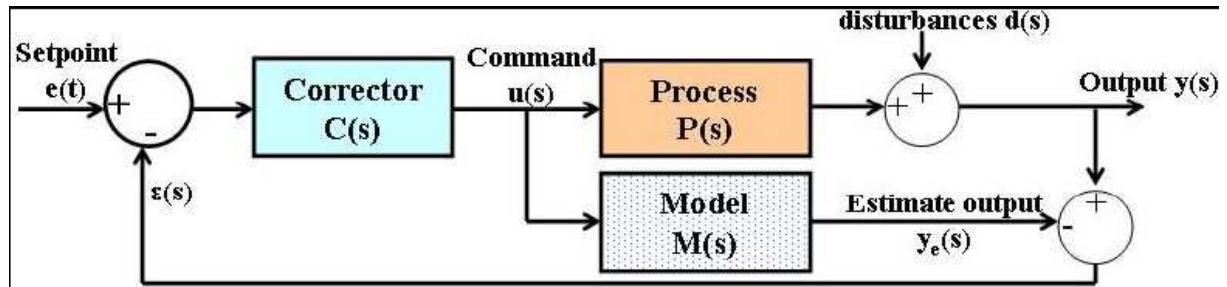 disturbances d(s)
Setpoint
e(t)
+
-
Corrector
C(s)
Command
u(s)
Process
P(s)
+
+
Output y(s)
ε(s)
Model
M(s)
Estimate output
yₑ(s)
+
-